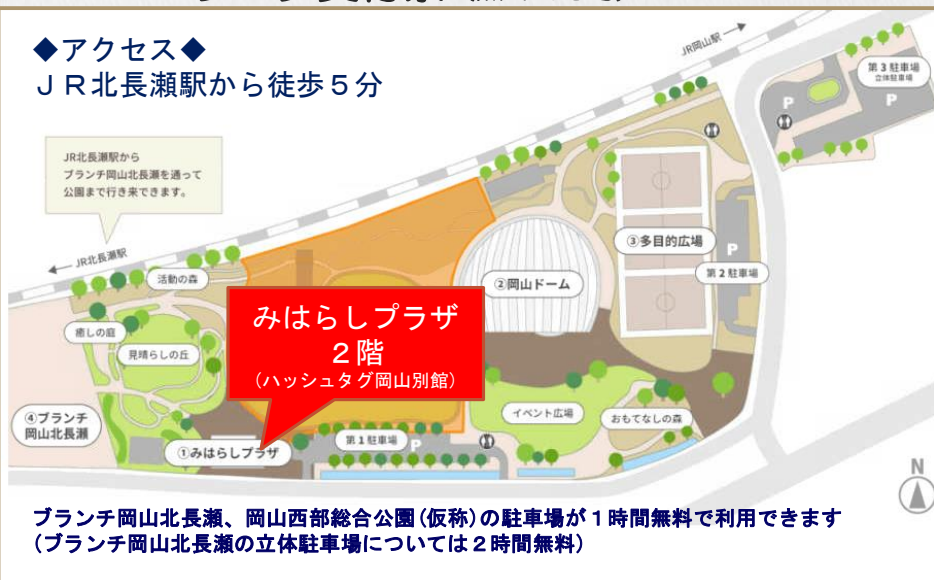 ◆アクセス◆
ＪＲ北長瀬駅から徒歩５分
JR岡山駅
第３駐車場
立体駐車場
P
P
JR北長瀬駅から
ブランチ岡山北長瀬を通って
公園まで行き来できます。
JR北長瀬駅
活動の森
癒しの庭
見晴らしの丘
③多目的広場
P
第２駐車場
②岡山ドーム
みはらしプラザ
２階
（ハッシュタグ岡山別館）
④ブランチ
岡山北長瀬
①みはらしプラザ
第１駐車場
P
イベント広場
おもてなしの森
N
ブランチ岡山北長瀬、岡山西部総合公園(仮称)の駐車場が１時間無料で利用できます
(ブランチ岡山北長瀬の立体駐車場については２時間無料）